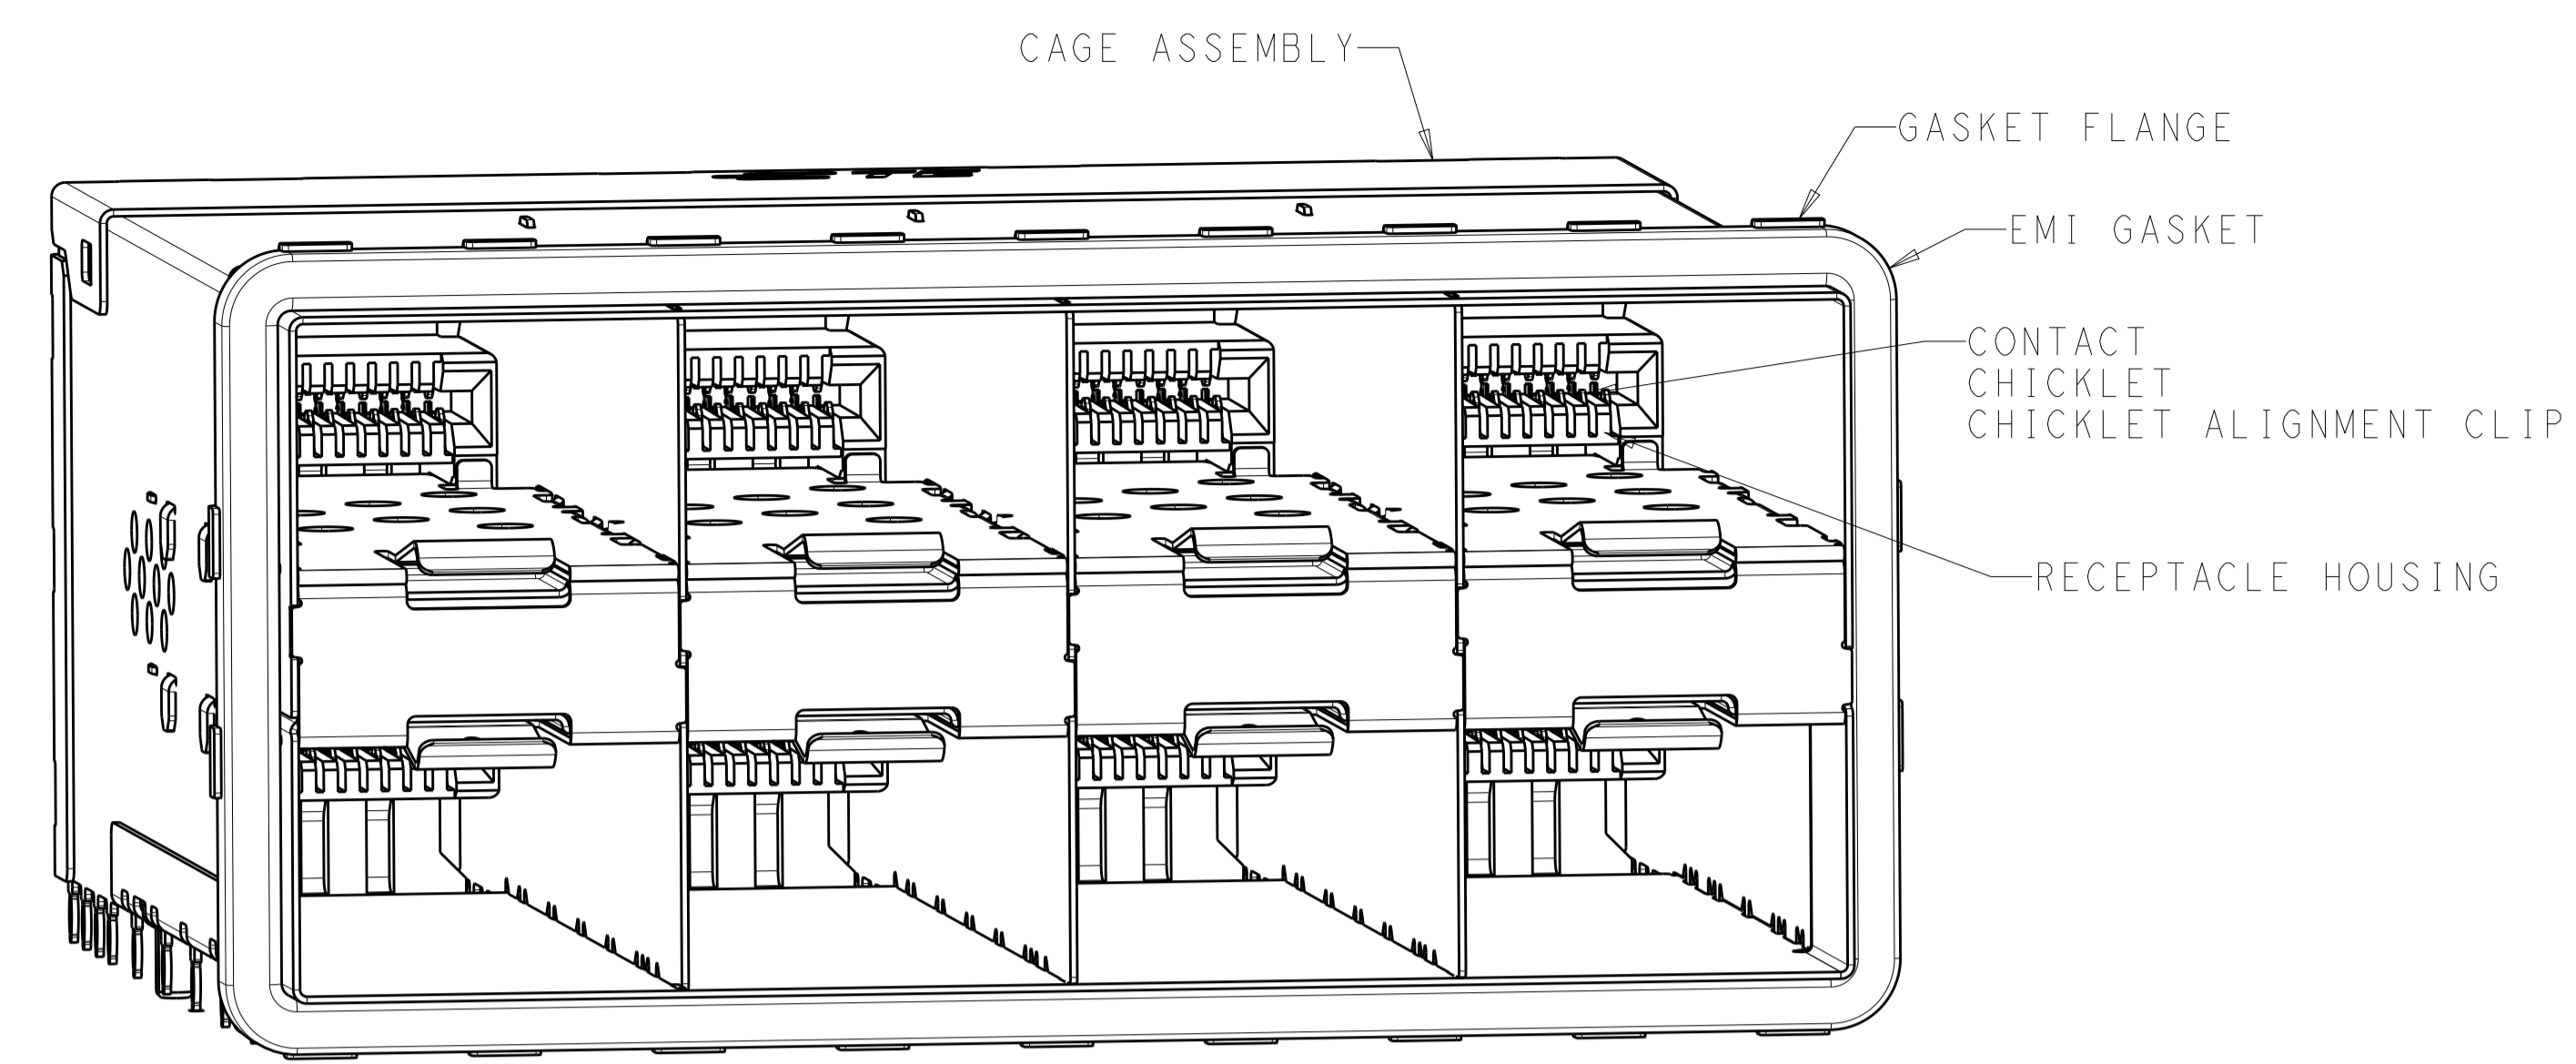 CAGE ASSEMBLY
GASKET FLANGE
EMI GASKET
CONTACT
CHICKLET
CHICKLET ALIGNMENT CLIP
RECEPTACLE HOUSING